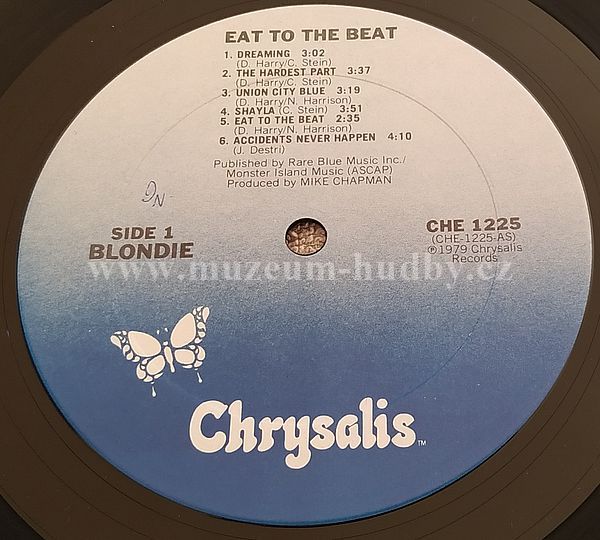 EAT TO THE BEAT
1. DREAMING 3:02
(D. Harry/C. Stein)
2. THE HARDEST PART 3:37
(D. Harry/C. Stein)
3. UNION CITY BLUE 3:19
(D. Harry/N. Harrison)
4. SHAYLA (C. Stein) 3:51
5. EAT TO THE BEAT 2:35
(D. Harry/N. Harrison)
6. ACCIDENTS NEVER HAPPEN 4:10
(J. Destri)
Published by Rare Blue Music Inc./
Monster Island Music (ASCAP)
Produced by MIKE CHAPMAN
SIDE 1
BLONDIE
CHE 1225
(CHE-1225-AS)
℗1979 Chrysalis
Records
www.muzeum-hudby.cz
Chrysalis™